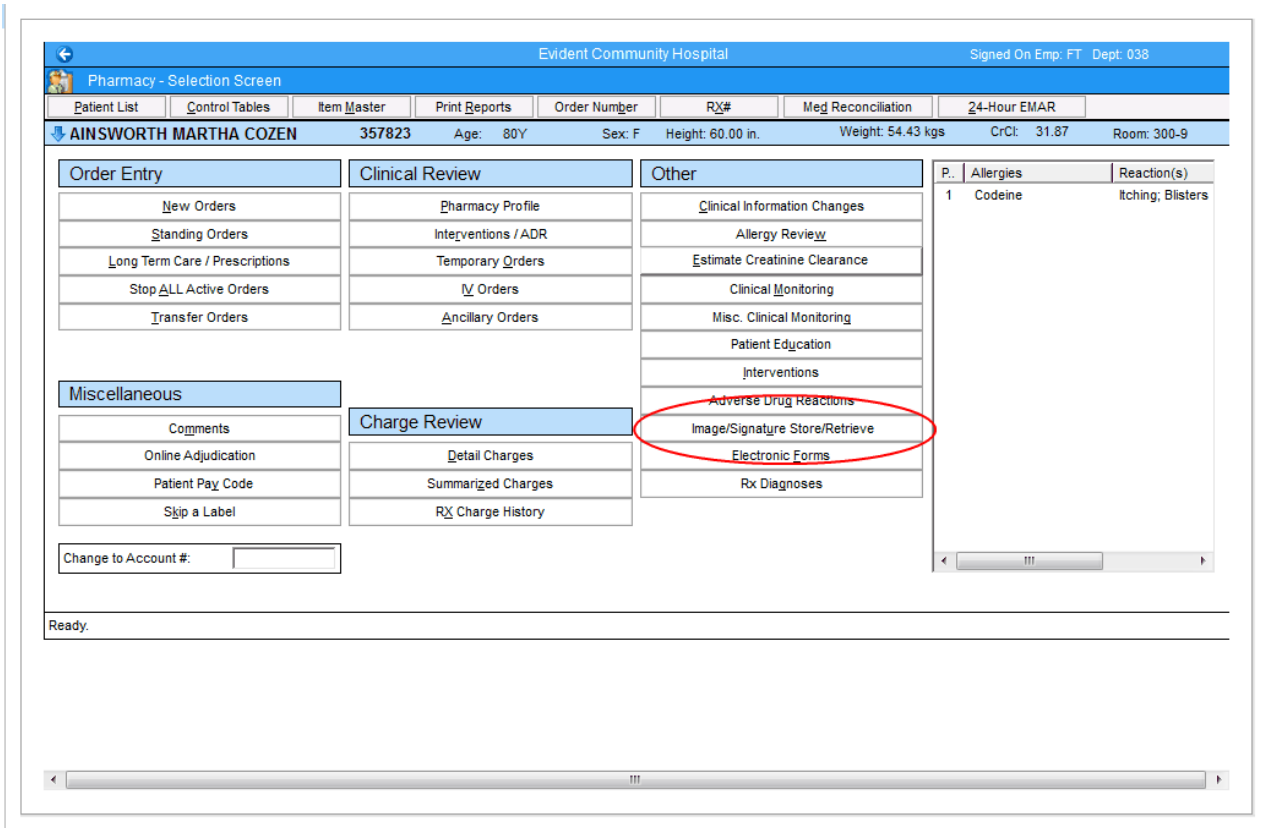 Evident Community Hospital Signed On Emp: FT Dept: 038
Pharmacy - Selection Screen
Patient List Control Tables Item Master Print Reports Order Number RX# Med Reconciliation 24-Hour EMAR
AINSWORTH MARTHA COZEN 357823 Age: 80Y Sex: F Height: 60.00 in. Weight: 54.43 kgs CrCl: 31.87 Room: 300-9
Order Entry
New Orders
Standing Orders
Long Term Care / Prescriptions
Stop ALL Active Orders
Transfer Orders
Miscellaneous
Comments
Online Adjudication
Patient Pay Code
Skip a Label
Change to Account #:
Clinical Review
Pharmacy Profile
Interventions / ADR
Temporary Orders
IV Orders
Ancillary Orders
Charge Review
Detail Charges
Summarized Charges
RX Charge History
Other
Clinical Information Changes
Allergy Review
Estimate Creatinine Clearance
Clinical Monitoring
Misc. Clinical Monitoring
Patient Education
Interventions
Adverse Drug Reactions
Image/Signature Store/Retrieve
Electronic Forms
Rx Diagnoses
P.. Allergies Reaction(s)
1 Codeine Itching; Blisters
Ready.